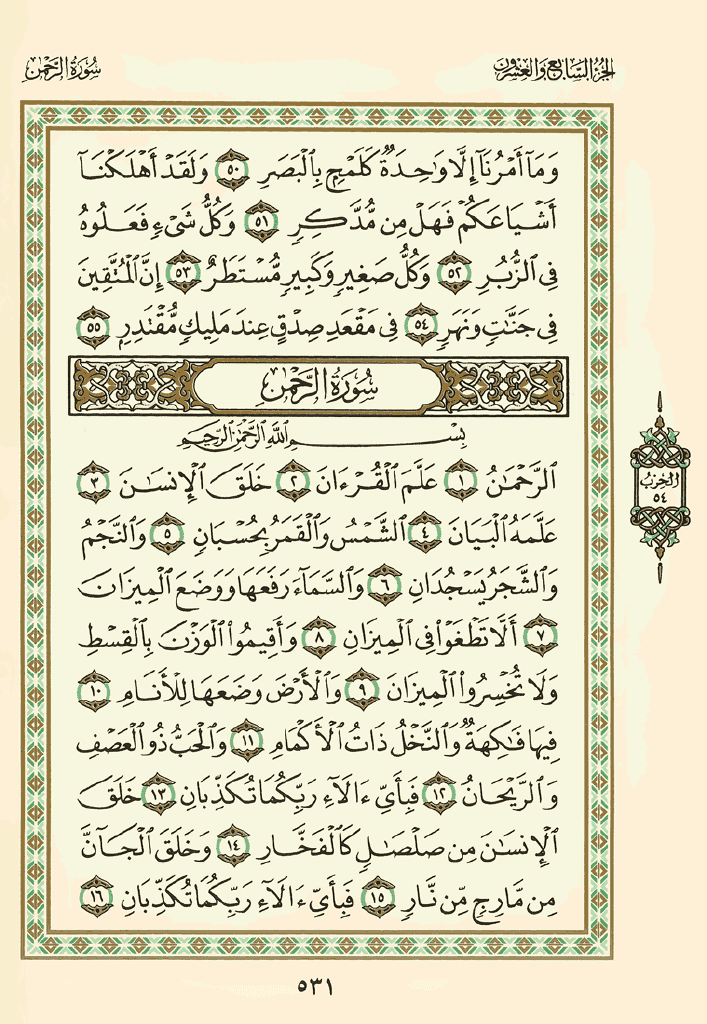 الجزء السابع والعشرون
سورة الرحمن
وَمَآ أَمْرُنَآ إِلَّا وَٰحِدَةٌ كَلَمْحٍۭ بِٱلْبَصَرِ ٥٠ وَلَقَدْ أَهْلَكْنَآ
أَشْيَاعَكُمْ فَهَلْ مِن مُّدَّكِرٍ ٥١ وَكُلُّ شَىْءٍ فَعَلُوهُ
فِى ٱلزُّبُرِ ٥٢ وَكُلُّ صَغِيرٍ وَكَبِيرٍ مُّسْتَطَرٌ ٥٣ إِنَّ ٱلْمُتَّقِينَ
فِى جَنَّٰتٍ وَنَهَرٍ ٥٤ فِى مَقْعَدِ صِدْقٍ عِندَ مَلِيكٍ مُّقْتَدِرٍۭ ٥٥
سُورَةُ الرَّحْمَٰنِ
بِسْمِ ٱللَّهِ ٱلرَّحْمَٰنِ ٱلرَّحِيمِ
ٱلرَّحْمَٰنُ ١ عَلَّمَ ٱلْقُرْءَانَ ٢ خَلَقَ ٱلْإِنسَٰنَ ٣
عَلَّمَهُ ٱلْبَيَانَ ٤ ٱلشَّمْسُ وَٱلْقَمَرُ بِحُسْبَانٍ ٥ وَٱلنَّجْمُ
وَٱلشَّجَرُ يَسْجُدَانِ ٦ وَٱلسَّمَآءَ رَفَعَهَا وَوَضَعَ ٱلْمِيزَانَ
٧ أَلَّا تَطْغَوْا۟ فِى ٱلْمِيزَانِ ٨ وَأَقِيمُوا۟ ٱلْوَزْنَ بِٱلْقِسْطِ
وَلَا تُخْسِرُوا۟ ٱلْمِيزَانَ ٩ وَٱلْأَرْضَ وَضَعَهَا لِلْأَنَامِ ١٠
فِيهَا فَٰكِهَةٌ وَٱلنَّخْلُ ذَاتُ ٱلْأَكْمَامِ ١١ وَٱلْحَبُّ ذُو ٱلْعَصْفِ
وَٱلرَّيْحَانُ ١٢ فَبِأَىِّ ءَالَآءِ رَبِّكُمَا تُكَذِّبَانِ ١٣ خَلَقَ
ٱلْإِنسَٰنَ مِن صَلْصَٰلٍ كَٱلْفَخَّارِ ١٤ وَخَلَقَ ٱلْجَآنَّ
مِن مَّارِجٍ مِّن نَّارٍ ١٥ فَبِأَىِّ ءَالَآءِ رَبِّكُمَا تُكَذِّبَانِ ١٦
الحزب
٥٤
٥٣١